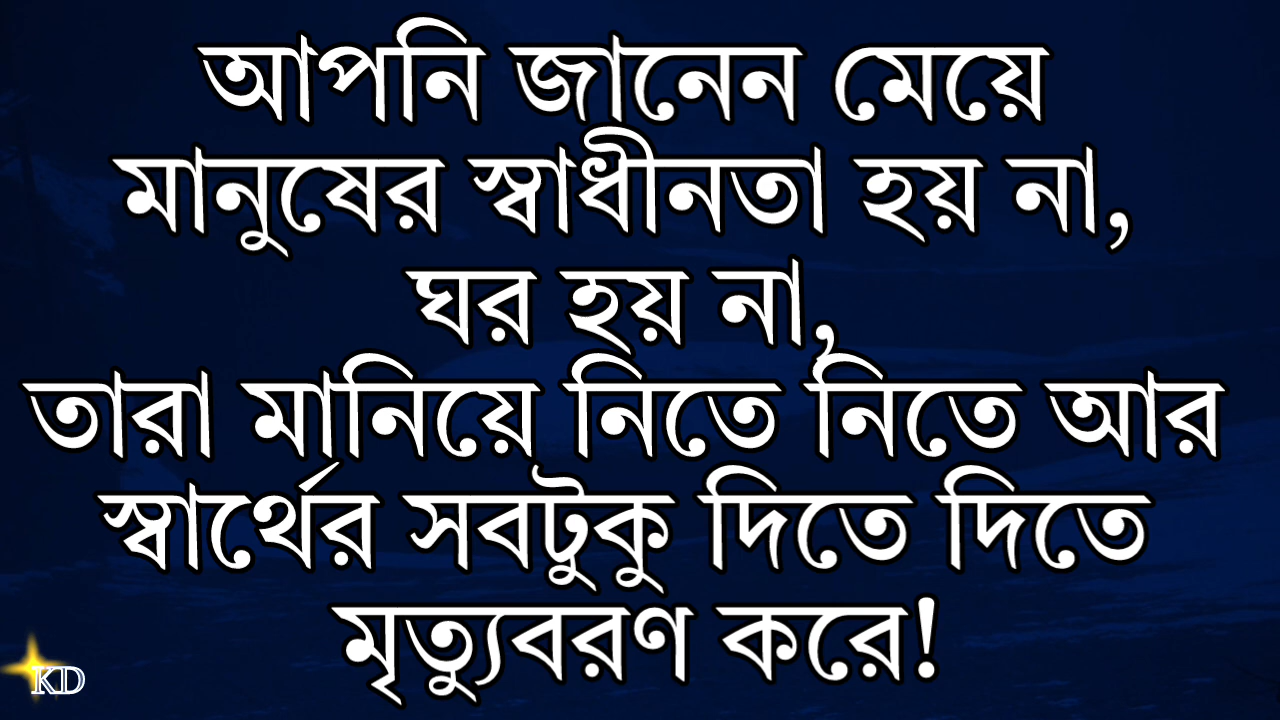 আপনি জানেন মেয়ে
মানুষের স্বাধীনতা হয় না,
ঘর হয় না,
তারা মানিয়ে নিতে নিতে আর
স্বার্থের সবটুকু দিতে দিতে
মৃত্যুবরণ করে!
KD